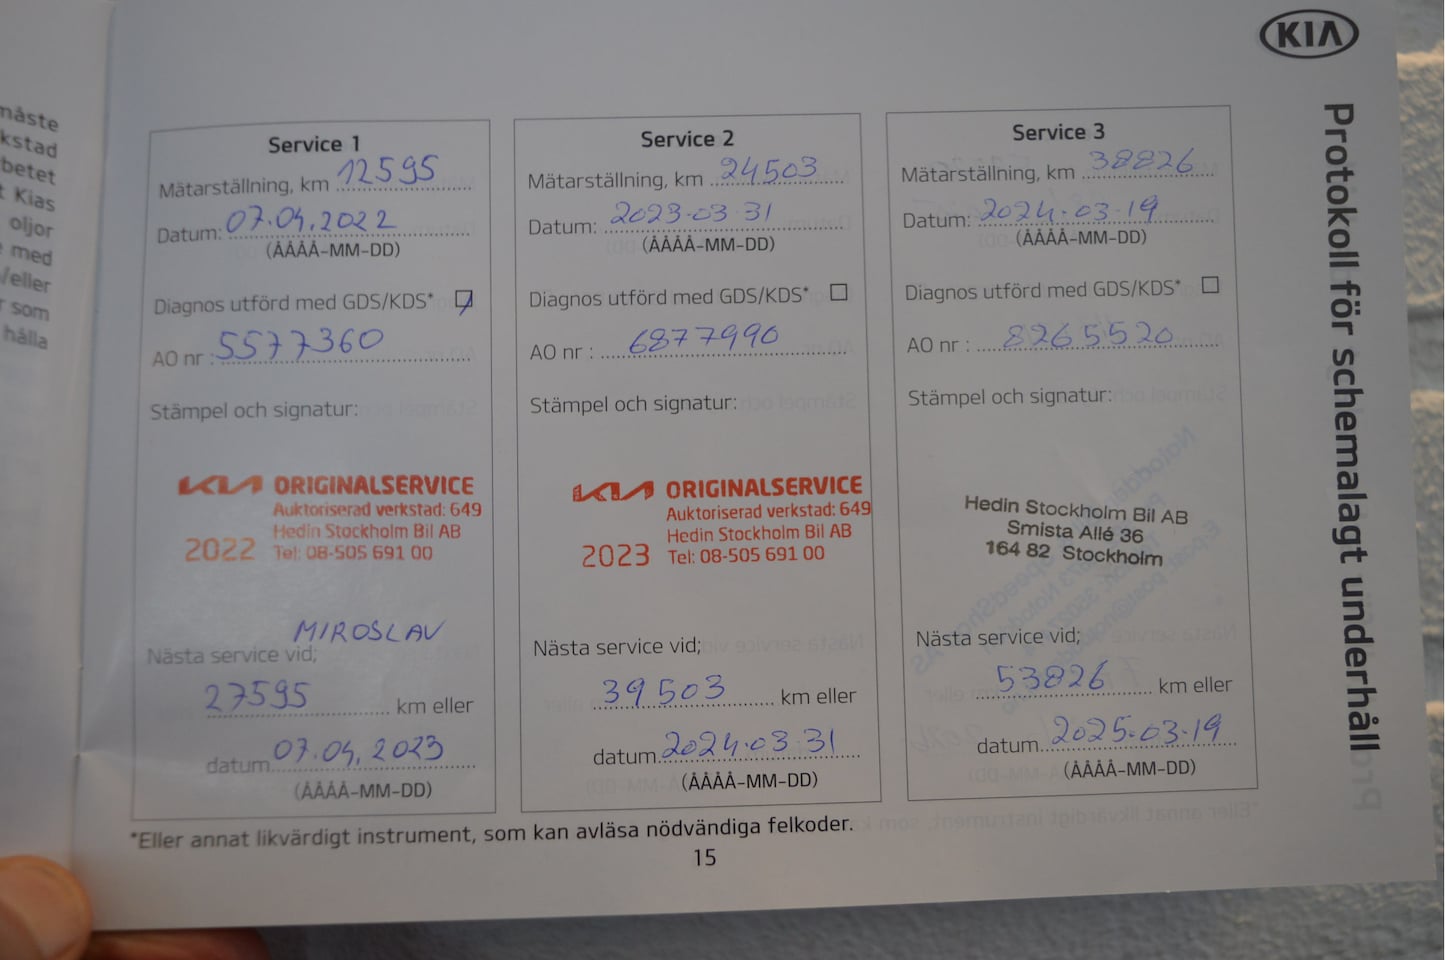 måste
kstad
betet
t Kias
oljor
med
/eller
r som
hålla
KIA
Protokoll för schemalagt underhåll
Service 1
Mätarställning, km 12595
Datum: 07.04.2022
(ÅÅÅÅ-MM-DD)
Diagnos utförd med GDS/KDS*
AO nr : 5577360
Stämpel och signatur:
KIA ORIGINALSERVICE
Auktoriserad verkstad: 649
Hedin Stockholm Bil AB
2022 Tel: 08-505 691 00
MIROSLAV
Nästa service vid;
27595 km eller
datum 07.04.2023
(ÅÅÅÅ-MM-DD)
Service 2
Mätarställning, km 24503
Datum: 2023-03-31
(ÅÅÅÅ-MM-DD)
Diagnos utförd med GDS/KDS*
AO nr : 6877990
Stämpel och signatur:
KIA ORIGINALSERVICE
Auktoriserad verkstad: 649
Hedin Stockholm Bil AB
2023 Tel: 08-505 691 00
Nästa service vid;
39503 km eller
datum 2024-03-31
(ÅÅÅÅ-MM-DD)
Service 3
Mätarställning, km 38826
Datum: 2024-03-19
(ÅÅÅÅ-MM-DD)
Diagnos utförd med GDS/KDS*
AO nr : 8265520
Stämpel och signatur:
Hedin Stockholm Bil AB
Smista Allé 36
164 82 Stockholm
Nästa service vid;
53826 km eller
datum 2025-03-19
(ÅÅÅÅ-MM-DD)
*Eller annat likvärdigt instrument, som kan avläsa nödvändiga felkoder.
15